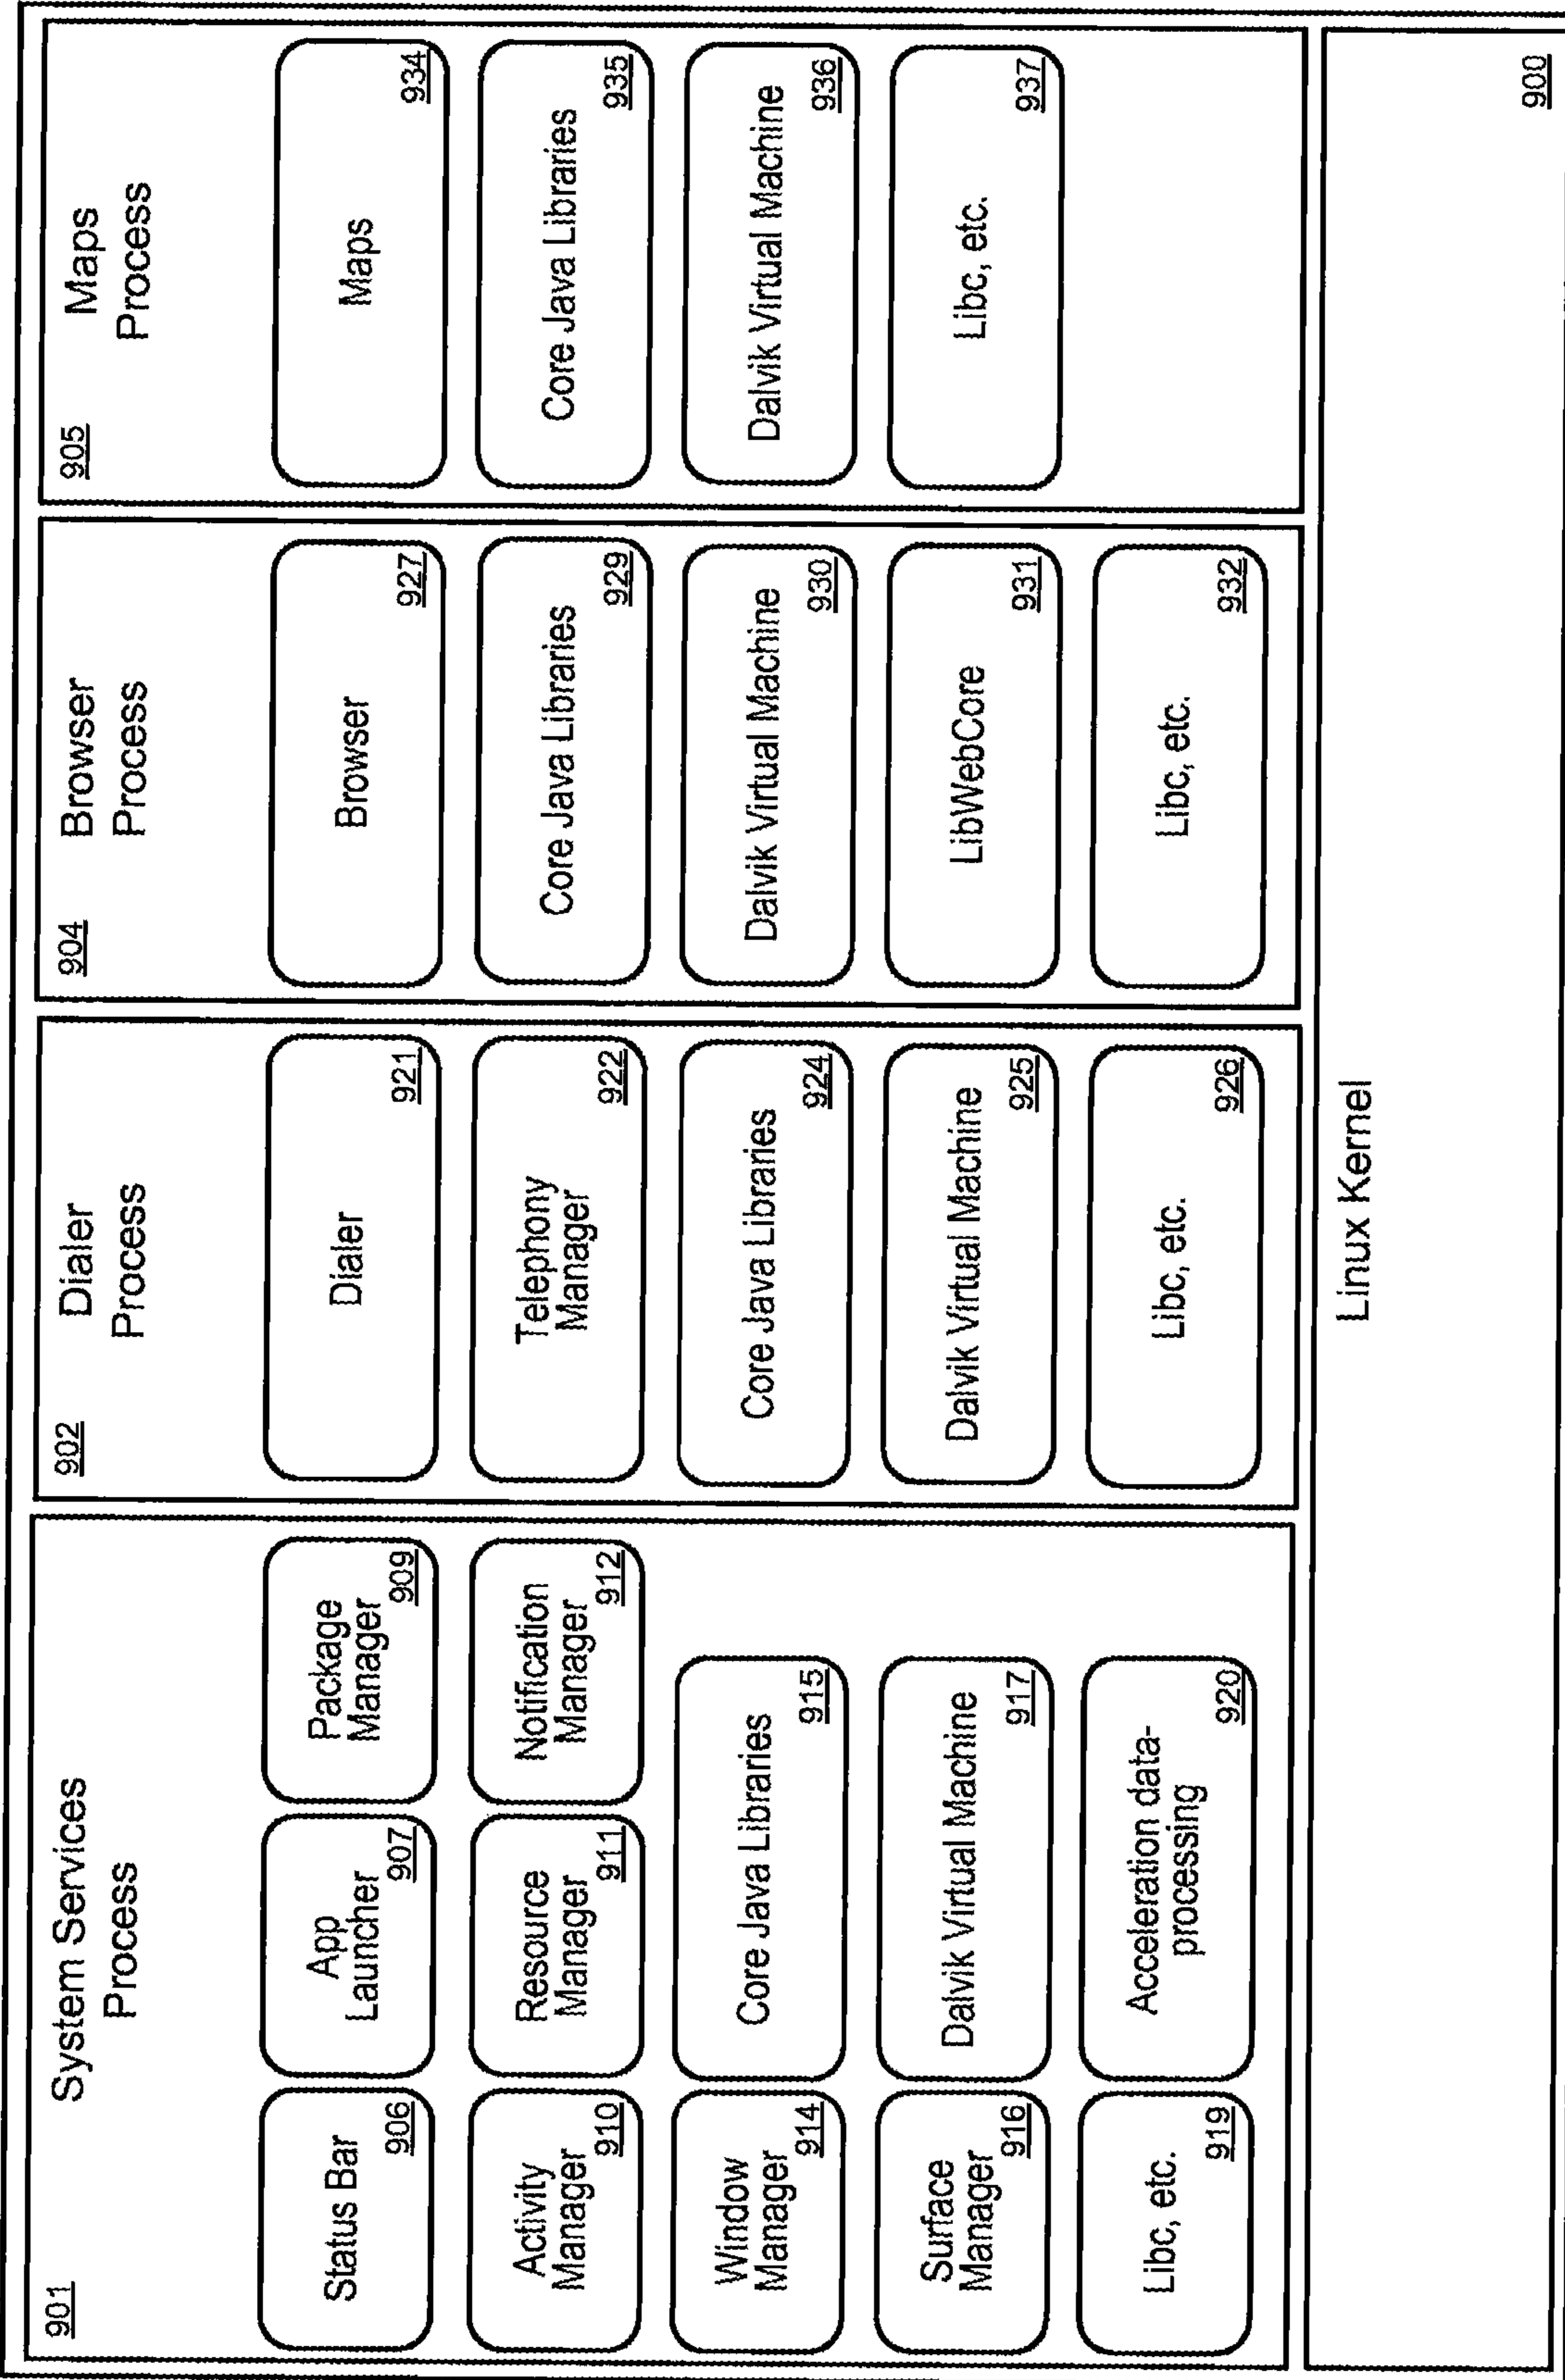 901
System Services
Process
Status Bar
906
App
Launcher
907
Package
Manager
909
Activity
Manager
910
Resource
Manager
911
Notification
Manager
912
Window
Manager
914
Core Java Libraries
915
Surface
Manager
916
Dalvik Virtual Machine
917
Libc, etc.
919
Acceleration data-
processing
920
902
Dialer
Process
Dialer
921
Telephony
Manager
922
Core Java Libraries
924
Dalvik Virtual Machine
925
Libc, etc.
926
904
Browser
Process
Browser
927
Core Java Libraries
929
Dalvik Virtual Machine
930
LibWebCore
931
Libc, etc.
932
905
Maps
Process
Maps
934
Core Java Libraries
935
Dalvik Virtual Machine
936
Libc, etc.
937
Linux Kernel
900